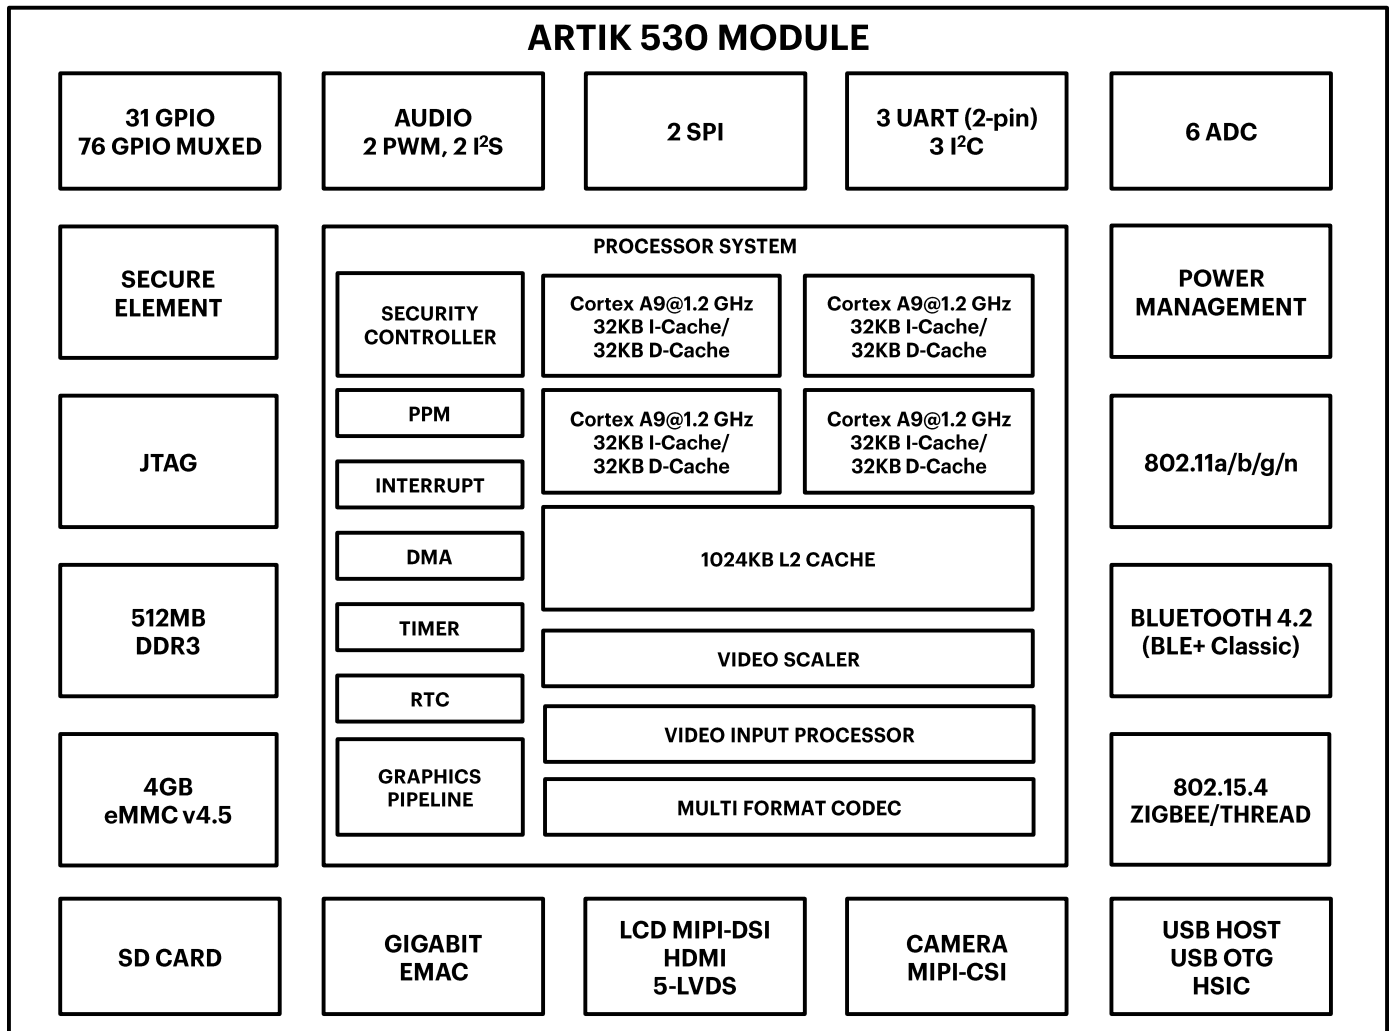 ARTIK 530 MODULE
31 GPIO
76 GPIO MUXED
AUDIO
2 PWM, 2 I²S
2 SPI
3 UART (2-pin)
3 I²C
6 ADC
SECURE
ELEMENT
JTAG
512MB
DDR3
4GB
eMMC v4.5
PROCESSOR SYSTEM
SECURITY
CONTROLLER
PPM
INTERRUPT
DMA
TIMER
RTC
GRAPHICS
PIPELINE
Cortex A9@1.2 GHz
32KB I-Cache/
32KB D-Cache
Cortex A9@1.2 GHz
32KB I-Cache/
32KB D-Cache
Cortex A9@1.2 GHz
32KB I-Cache/
32KB D-Cache
Cortex A9@1.2 GHz
32KB I-Cache/
32KB D-Cache
1024KB L2 CACHE
VIDEO SCALER
VIDEO INPUT PROCESSOR
MULTI FORMAT CODEC
POWER
MANAGEMENT
802.11a/b/g/n
BLUETOOTH 4.2
(BLE+ Classic)
802.15.4
ZIGBEE/THREAD
SD CARD
GIGABIT
EMAC
LCD MIPI-DSI
HDMI
5-LVDS
CAMERA
MIPI-CSI
USB HOST
USB OTG
HSIC